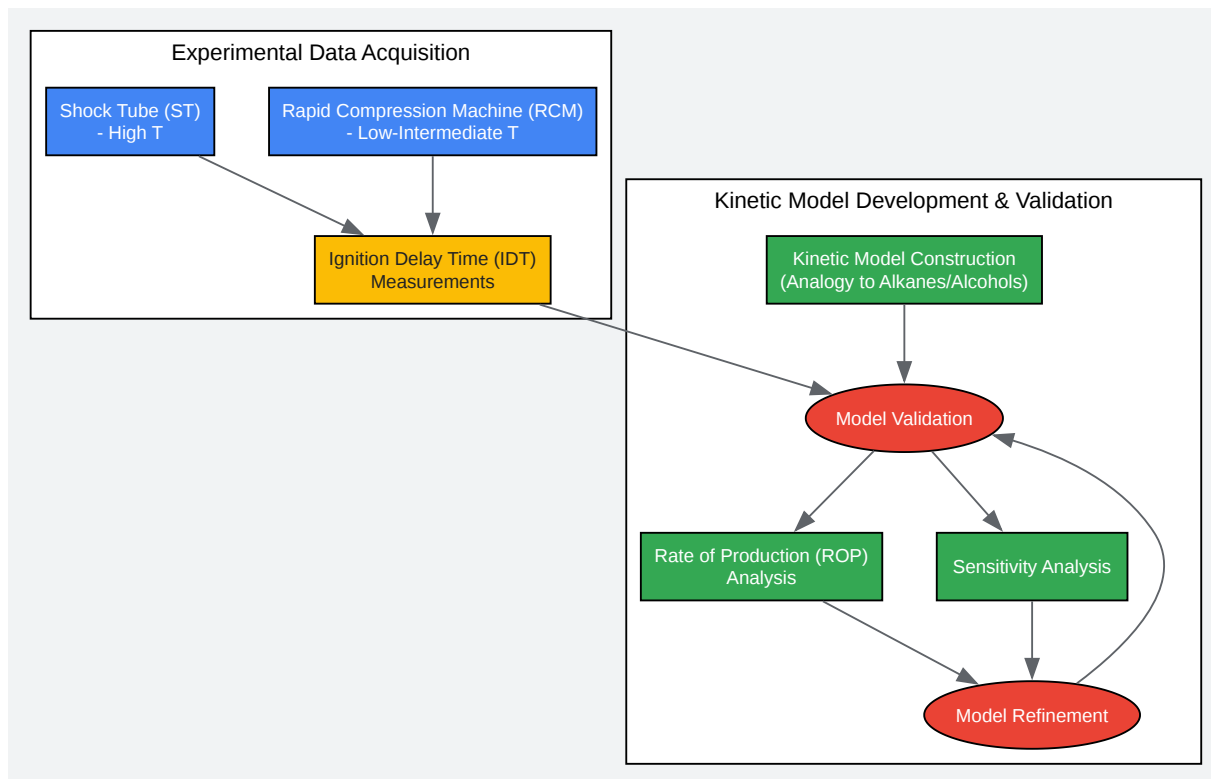 Experimental Data Acquisition
Shock Tube (ST)
- High T
Rapid Compression Machine (RCM)
- Low-Intermediate T
Ignition Delay Time (IDT)
Measurements
Kinetic Model Development & Validation
Kinetic Model Construction
(Analogy to Alkanes/Alcohols)
Model Validation
Rate of Production (ROP)
Analysis
Sensitivity Analysis
Model Refinement